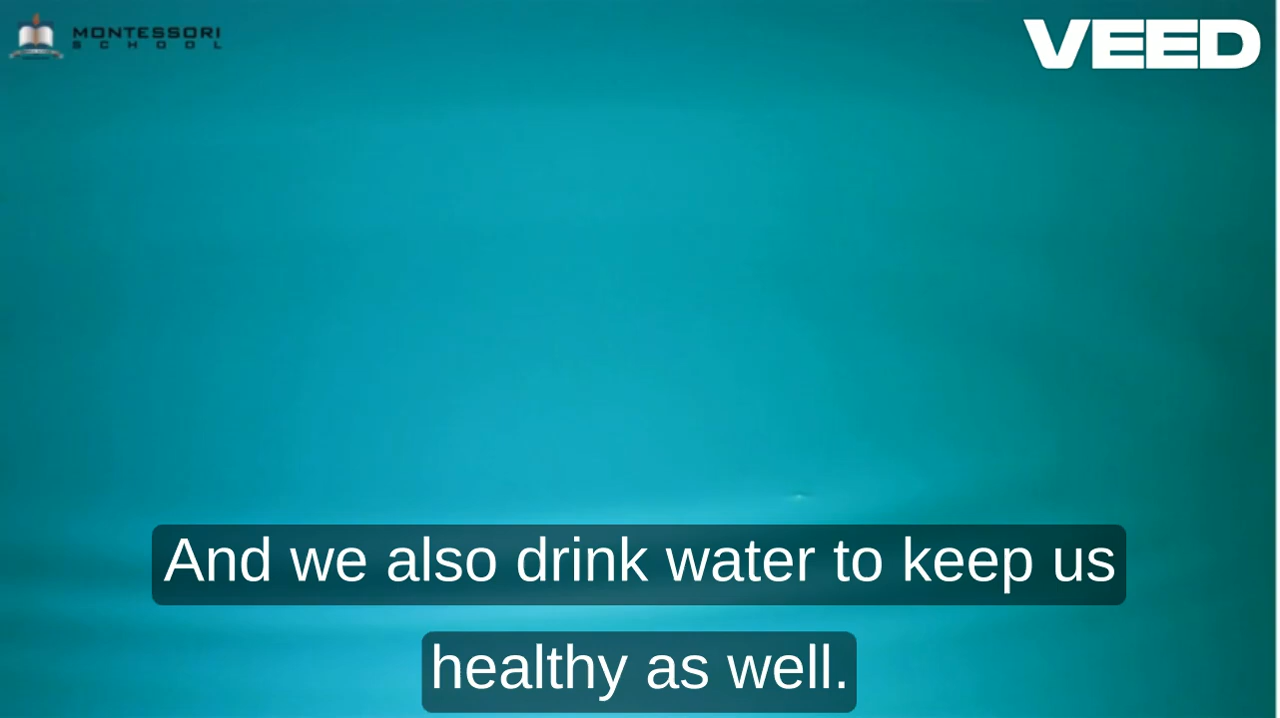 MONTESSORI
SCHOOL
VEED
And we also drink water to keep us
healthy as well.